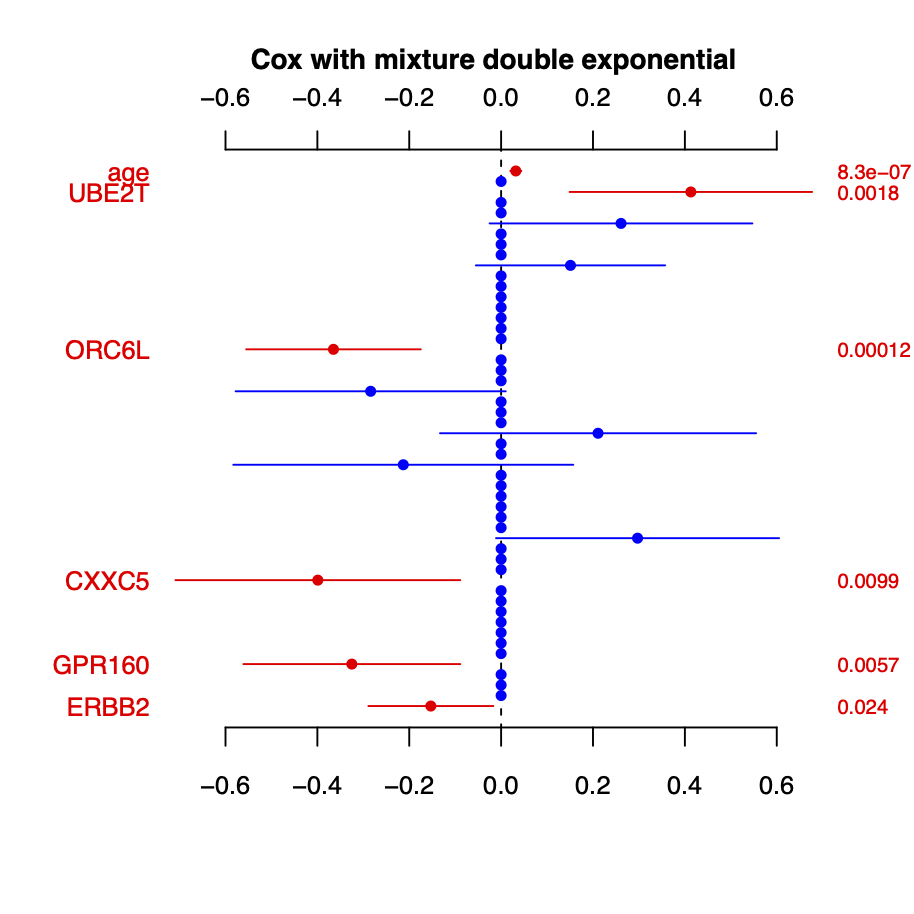 Cox with mixture double exponential
−0.6 −0.4 −0.2 0.0 0.2 0.4 0.6
age 8.3e−07
UBE2T 0.0018
ORC6L 0.00012
CXXC5 0.0099
GPR160 0.0057
ERBB2 0.024
−0.6 −0.4 −0.2 0.0 0.2 0.4 0.6